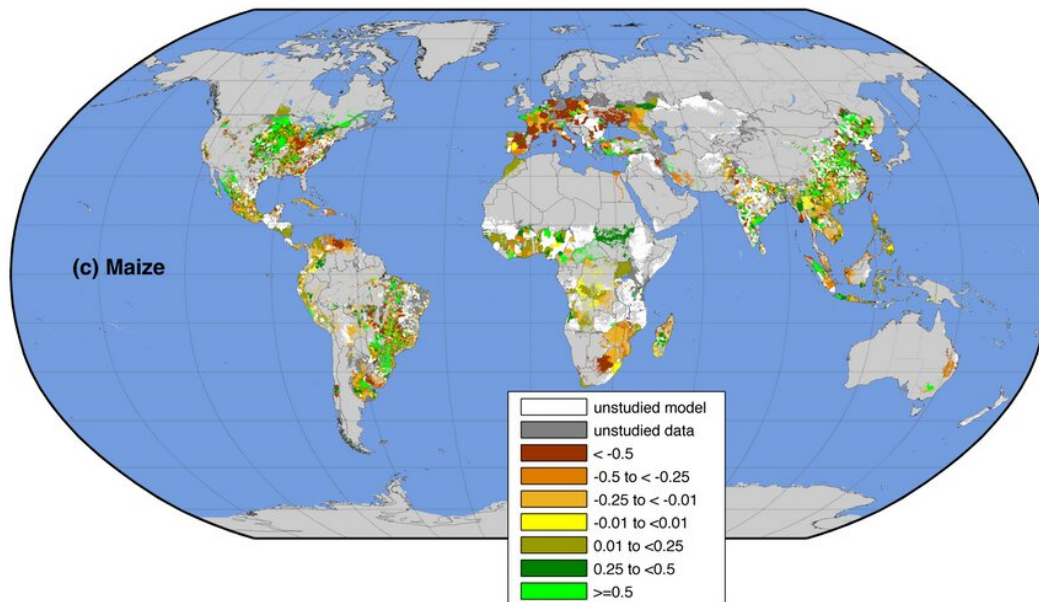 (c) Maize
unstudied model
unstudied data
< -0.5
-0.5 to < -0.25
-0.25 to < -0.01
-0.01 to <0.01
0.01 to <0.25
0.25 to <0.5
>=0.5